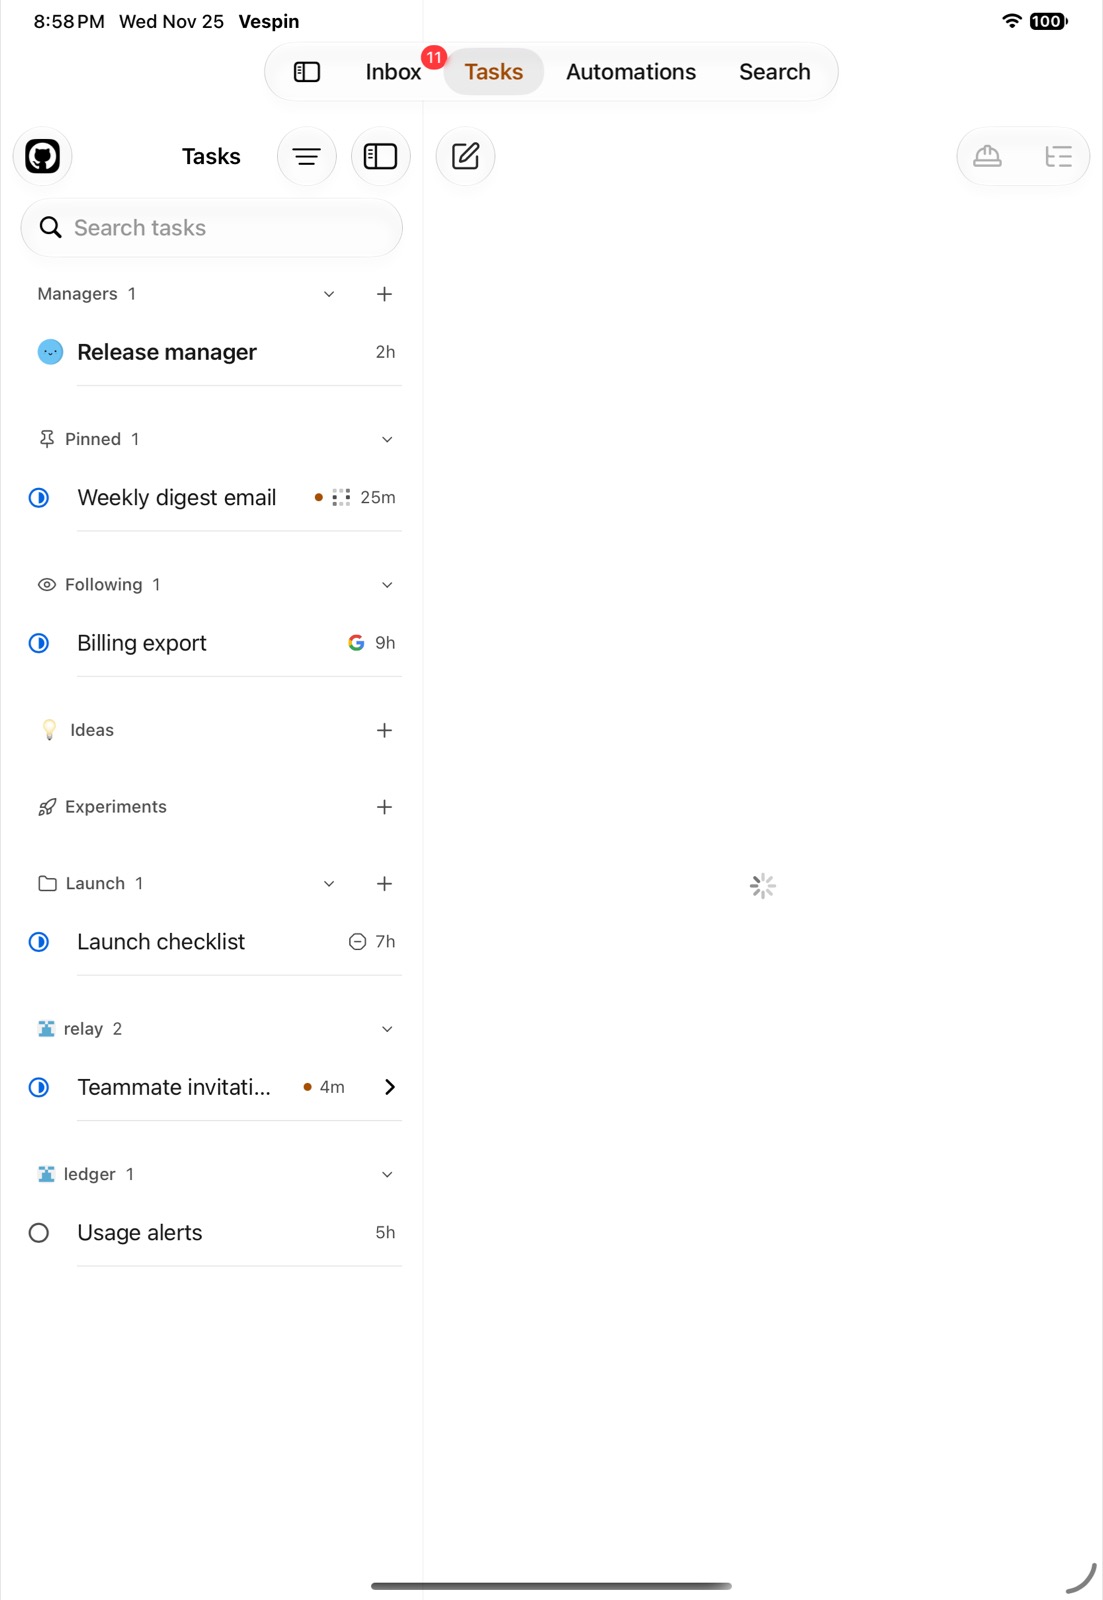 8:58 PM Wed Nov 25 Vespin
100
Inbox 11 Tasks Automations Search
Tasks
Search tasks
Managers 1
Release manager 2h
Pinned 1
Weekly digest email 25m
Following 1
Billing export 9h
Ideas
Experiments
Launch 1
Launch checklist 7h
relay 2
Teammate invitati... 4m
ledger 1
Usage alerts 5h